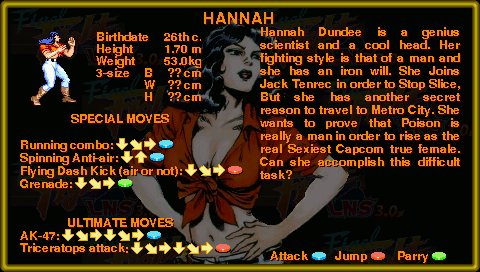 HANNAH
Birthdate 26th c.
Height 1.70 m
Weight 53.0kg
3-size B ?? cm
W ?? cm
H ?? cm
SPECIAL MOVES
Running combo:
Spinning Anti-air:
Flying Dash Kick (air or not):
Grenade:
ULTIMATE MOVES
AK-47:
Triceratops attack:
Hannah Dundee is a genius
scientist and a cool head. Her
fighting style is that of a man and
she has an iron will. She Joins
Jack Tenrec in order to Stop Slice,
But she has another secret
reason to travel to Metro City. She
wants to prove that Poison is
really a man in order to rise as the
real Sexiest Capcom true female.
Can she accomplish this difficult
task?
Attack Jump Parry